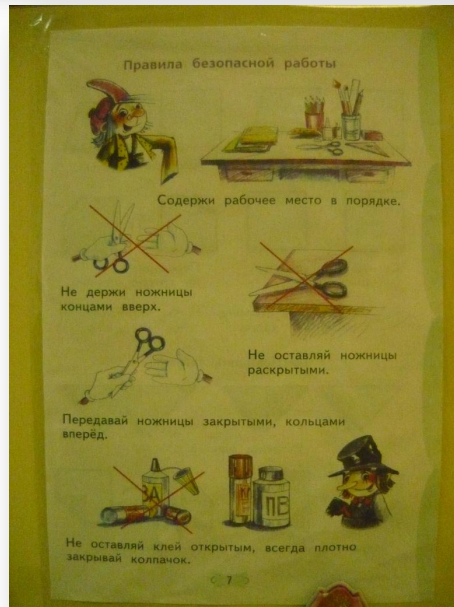 Правила безопасной работы
Содержи рабочее место в порядке.
Не держи ножницы
концами вверх.
Не оставляй ножницы
раскрытыми.
Передавай ножницы закрытыми, кольцами
вперёд.
ЗА
ПВ
Не оставляй клей открытым, всегда плотно
закрывай колпачок.
7